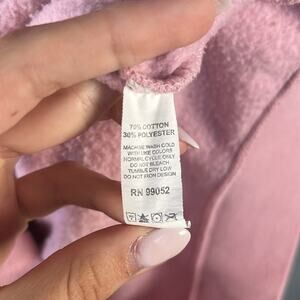 70% COTTON
30% POLYESTER
MACHINE WASH COLD
WITH LIKE COLORS
NORMAL CYCLE ONLY
DO NOT BLEACH
TUMBLE DRY LOW
DO NOT IRON DESIGN
RN 99052